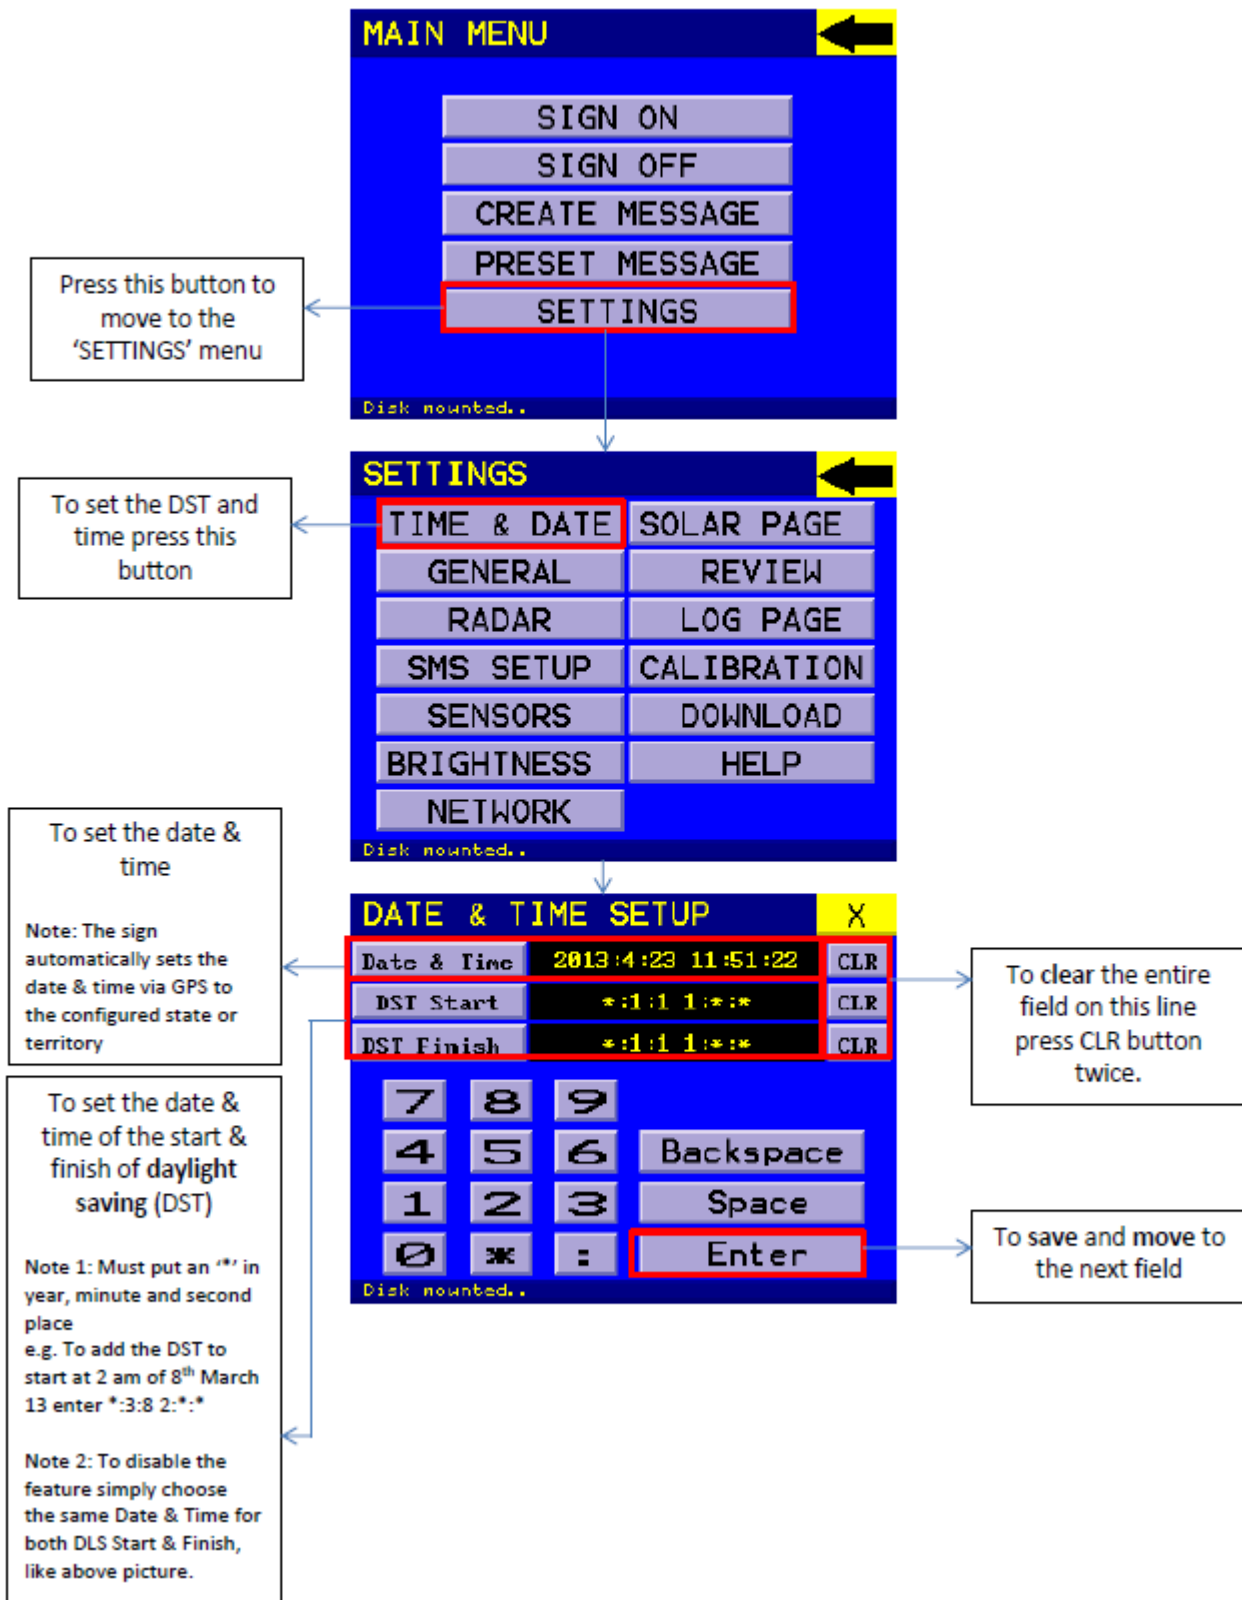 MAIN MENU
SIGN ON
SIGN OFF
CREATE MESSAGE
PRESET MESSAGE
SETTINGS
Disk mounted..
Press this button to
move to the
‘SETTINGS’ menu
SETTINGS
TIME & DATE
SOLAR PAGE
GENERAL
REVIEW
RADAR
LOG PAGE
SMS SETUP
CALIBRATION
SENSORS
DOWNLOAD
BRIGHTNESS
HELP
NETWORK
Disk mounted..
To set the DST and
time press this
button
DATE & TIME SETUP
X
Date & Time
2013:4:23 11:51:22
CLR
DST Start
*:1:1 1:*:*
CLR
DST Finish
*:1:1 1:*:*
CLR
7 8 9
4 5 6 Backspace
1 2 3 Space
0 * : Enter
Disk mounted..
To set the date &
time
Note: The sign
automatically sets the
date & time via GPS to
the configured state or
territory
To set the date &
time of the start &
finish of daylight
saving (DST)
Note 1: Must put an ‘*’ in
year, minute and second
place
e.g. To add the DST to
start at 2 am of 8th March
13 enter *:3:8 2:*:*
Note 2: To disable the
feature simply choose
the same Date & Time for
both DLS Start & Finish,
like above picture.
To clear the entire
field on this line
press CLR button
twice.
To save and move to
the next field